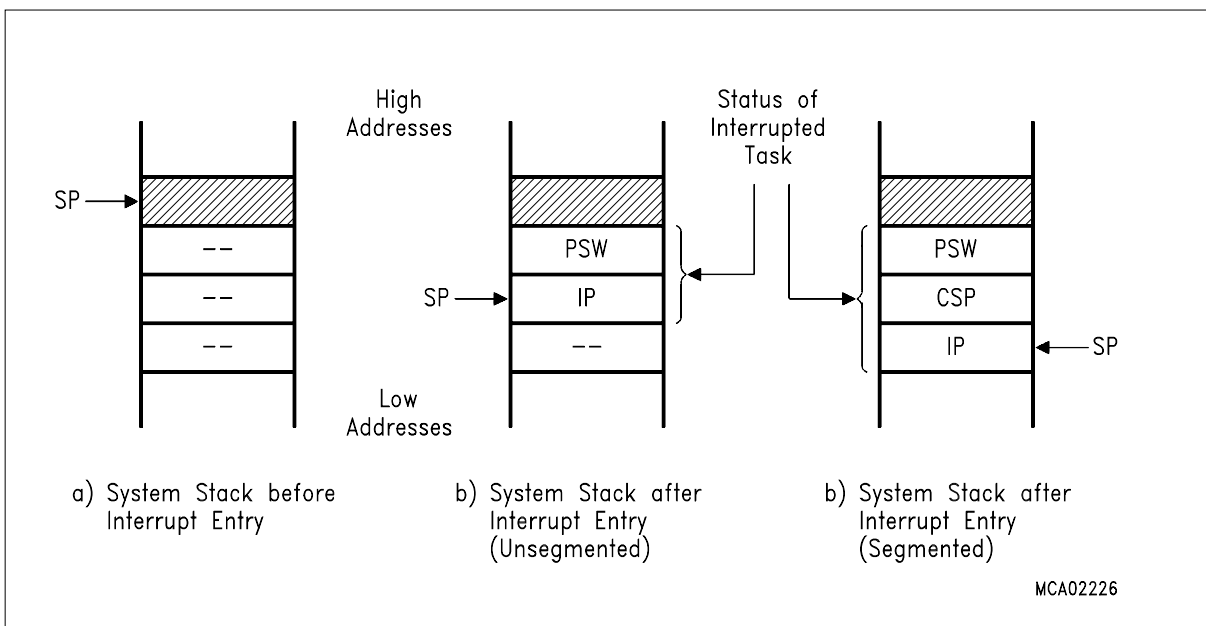 High
Addresses
Status of
Interrupted
Task
SP
--
--
--
PSW
IP
--
SP
PSW
CSP
IP
SP
Low
Addresses
a) System Stack before
Interrupt Entry
b) System Stack after
Interrupt Entry
(Unsegmented)
b) System Stack after
Interrupt Entry
(Segmented)
MCA02226